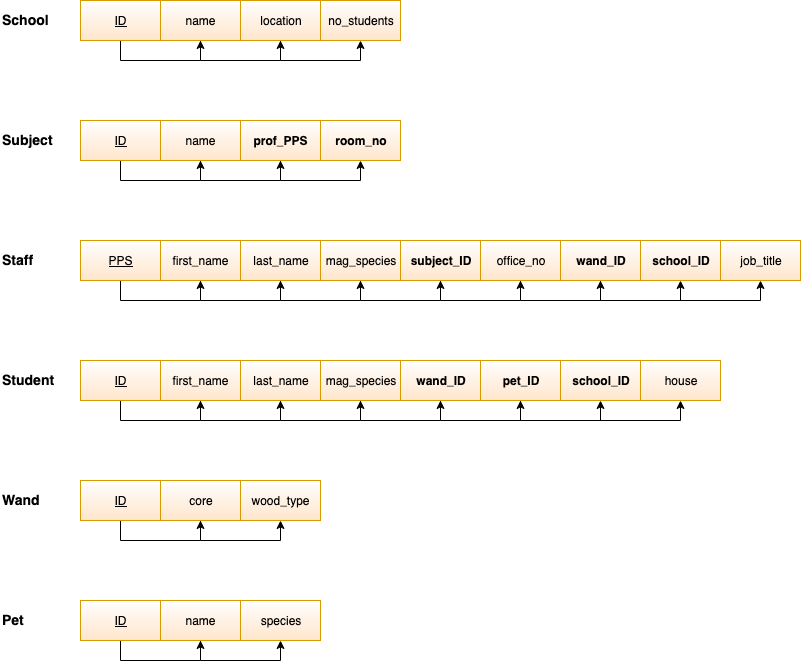 School ID name location no_students
Subject ID name prof_PPS room_no
Staff PPS first_name last_name mag_species subject_ID office_no wand_ID school_ID job_title
Student ID first_name last_name mag_species wand_ID pet_ID school_ID house
Wand ID core wood_type
Pet ID name species